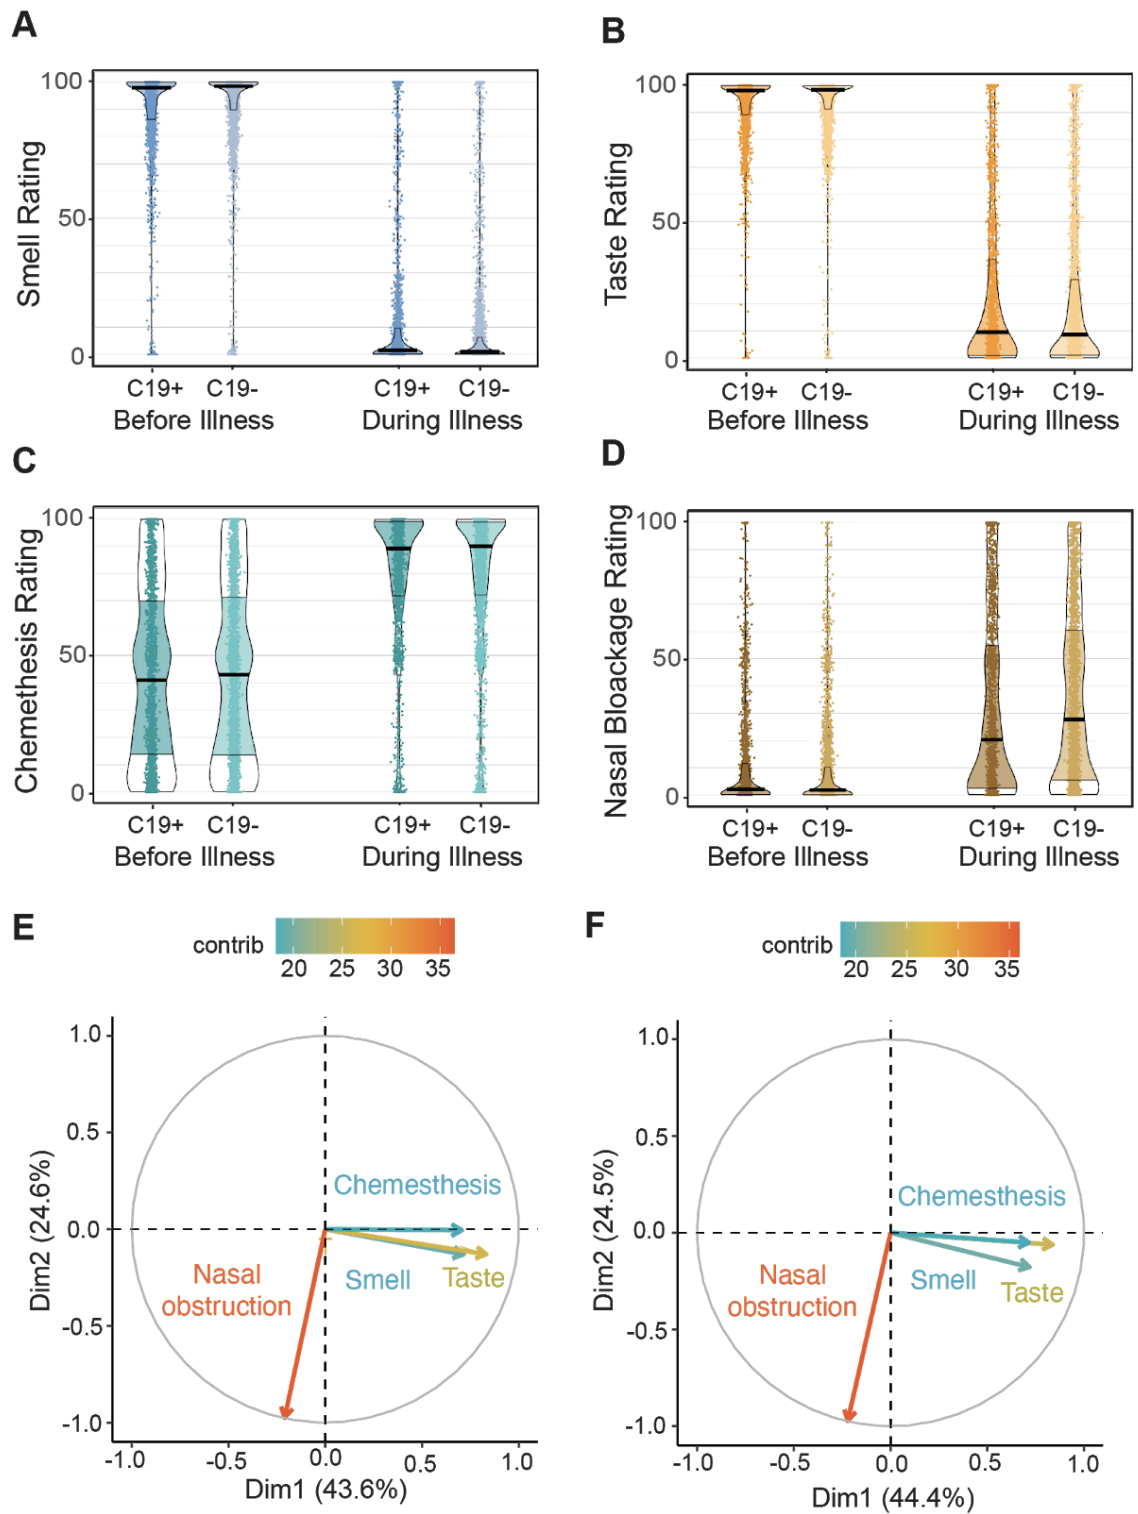 A
Smell Rating
100
50
0
C19+ C19- C19+ C19-
Before Illness During Illness
B
Taste Rating
100
50
0
C19+ C19- C19+ C19-
Before Illness During Illness
C
Chemethesis Rating
100
50
0
C19+ C19- C19+ C19-
Before Illness During Illness
D
Nasal Bloackage Rating
100
50
0
C19+ C19- C19+ C19-
Before Illness During Illness
E
contrib
20 25 30 35
Dim2 (24.6%)
1.0
0.5
0.0
-0.5
-1.0
Chemesthesis
Smell
Taste
Nasal
obstruction
-1.0 -0.5 0.0 0.5 1.0
Dim1 (43.6%)
F
contrib
20 25 30 35
Dim2 (24.5%)
1.0
0.5
0.0
-0.5
-1.0
Chemesthesis
Smell
Taste
Nasal
obstruction
-1.0 -0.5 0.0 0.5 1.0
Dim1 (44.4%)